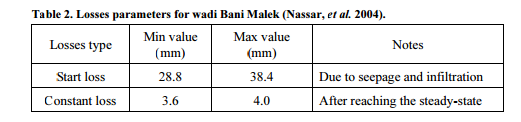 Table 2. Losses parameters for wadi Bani Malek (Nassar, et al. 2004).
Losses type | Min value (mm) | Max value (mm) | Notes
Start loss | 28.8 | 38.4 | Due to seepage and infiltration
Constant loss | 3.6 | 4.0 | After reaching the steady-state